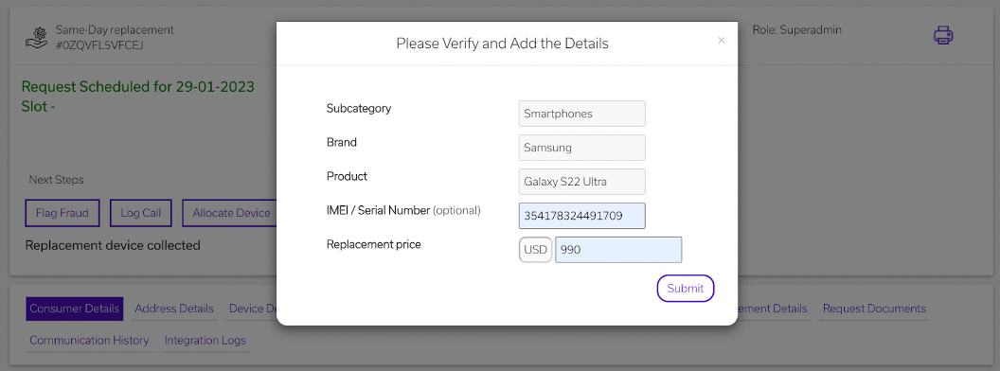 Same-Day replacement
#0ZQVFL5VFCEJ
Role: Superadmin
Request Scheduled for 29-01-2023
Slot -
Next Steps
Flag Fraud
Log Call
Allocate Device
Replacement device collected
Please Verify and Add the Details
×
Subcategory
Smartphones
Brand
Samsung
Product
Galaxy S22 Ultra
IMEI / Serial Number (optional)
354178324491709
Replacement price
USD
990
Submit
Consumer Details
Address Details
Device De
ement Details
Request Documents
Communication History
Integration Logs